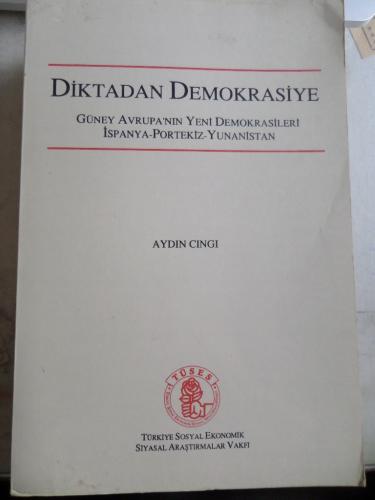 DİKTADAN DEMOKRASİYE
GÜNEY AVRUPA'NIN YENİ DEMOKRASİLERİ
İSPANYA-PORTEKİZ-YUNANİSTAN
AYDIN CINGI
TÜSES
TÜRKİYE SOSYAL EKONOMİK
SİYASAL ARAŞTIRMALAR VAKFI